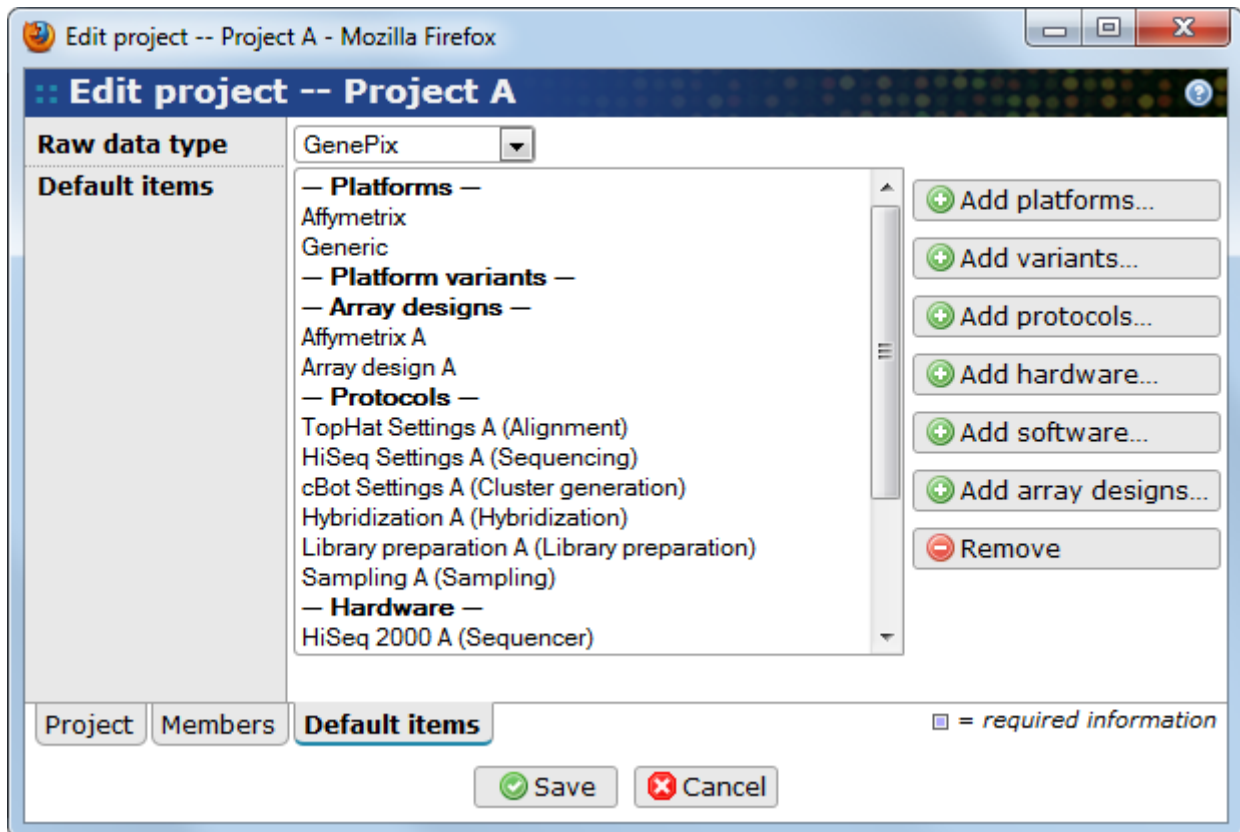 Edit project -- Project A - Mozilla Firefox
:: Edit project -- Project A
Raw data type
GenePix
Default items
— Platforms —
Affymetrix
Generic
— Platform variants —
— Array designs —
Affymetrix A
Array design A
— Protocols —
TopHat Settings A (Alignment)
HiSeq Settings A (Sequencing)
cBot Settings A (Cluster generation)
Hybridization A (Hybridization)
Library preparation A (Library preparation)
Sampling A (Sampling)
— Hardware —
HiSeq 2000 A (Sequencer)
Add platforms...
Add variants...
Add protocols...
Add hardware...
Add software...
Add array designs...
Remove
Project Members Default items
= required information
Save Cancel